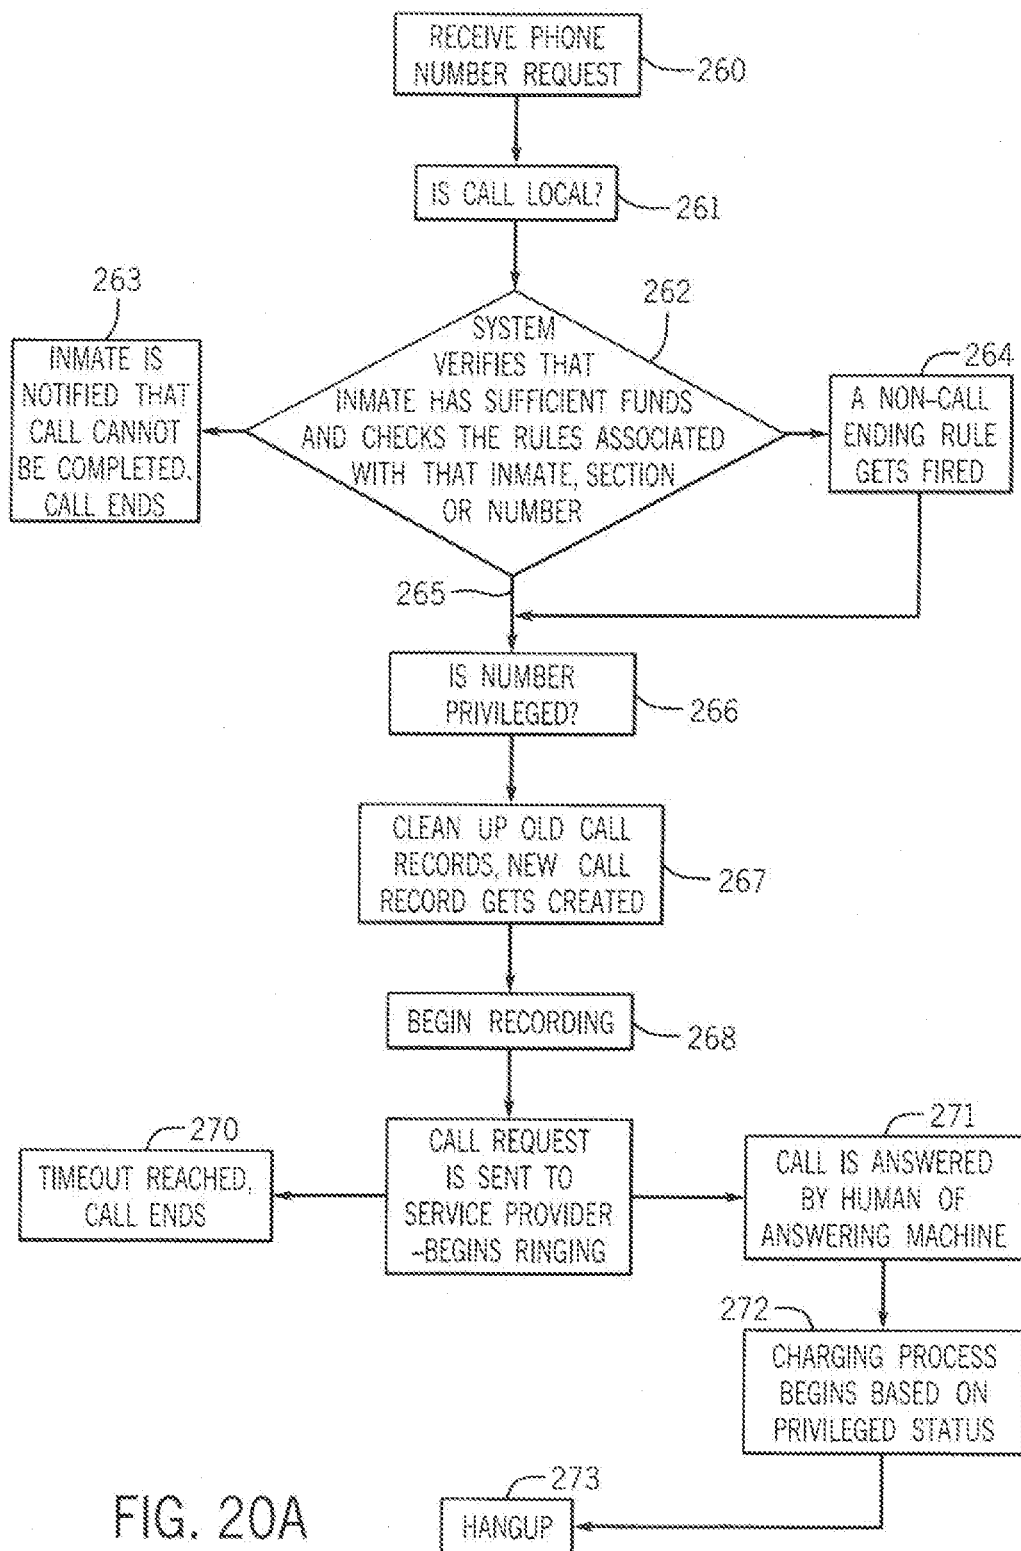 RECEIVE PHONE
NUMBER REQUEST
260
IS CALL LOCAL?
261
263
INMATE IS
NOTIFIED THAT
CALL CANNOT
BE COMPLETED.
CALL ENDS
262
SYSTEM
VERIFIES THAT
INMATE HAS SUFFICIENT FUNDS
AND CHECKS THE RULES ASSOCIATED
WITH THAT INMATE, SECTION
OR NUMBER
264
A NON-CALL
ENDING RULE
GETS FIRED
265
IS NUMBER
PRIVILEGED?
266
CLEAN UP OLD CALL
RECORDS, NEW CALL
RECORD GETS CREATED
267
BEGIN RECORDING
268
270
TIMEOUT REACHED,
CALL ENDS
CALL REQUEST
IS SENT TO
SERVICE PROVIDER
-BEGINS RINGING
271
CALL IS ANSWERED
BY HUMAN OF
ANSWERING MACHINE
272
CHARGING PROCESS
BEGINS BASED ON
PRIVILEGED STATUS
273
HANGUP
FIG. 20A